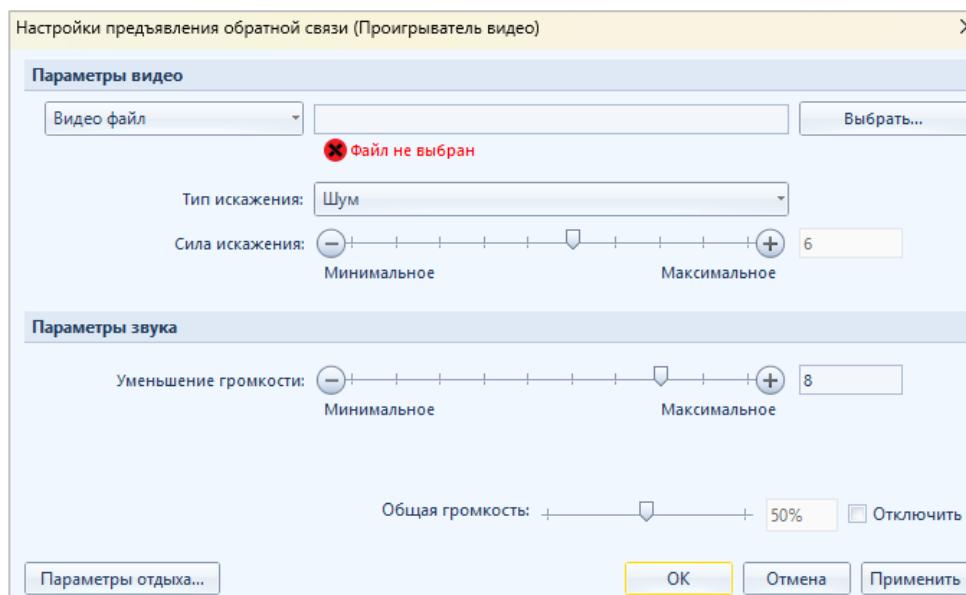 Настройки предъявления обратной связи (Проигрыватель видео)
Параметры видео
Видео файл Выбрать...
Файл не выбран
Тип искажения: Шум
Сила искажения: 6
Минимальное Максимальное
Параметры звука
Уменьшение громкости: 8
Минимальное Максимальное
Общая громкость: 50% Отключить
Параметры отдыха... ОК Отмена Применить